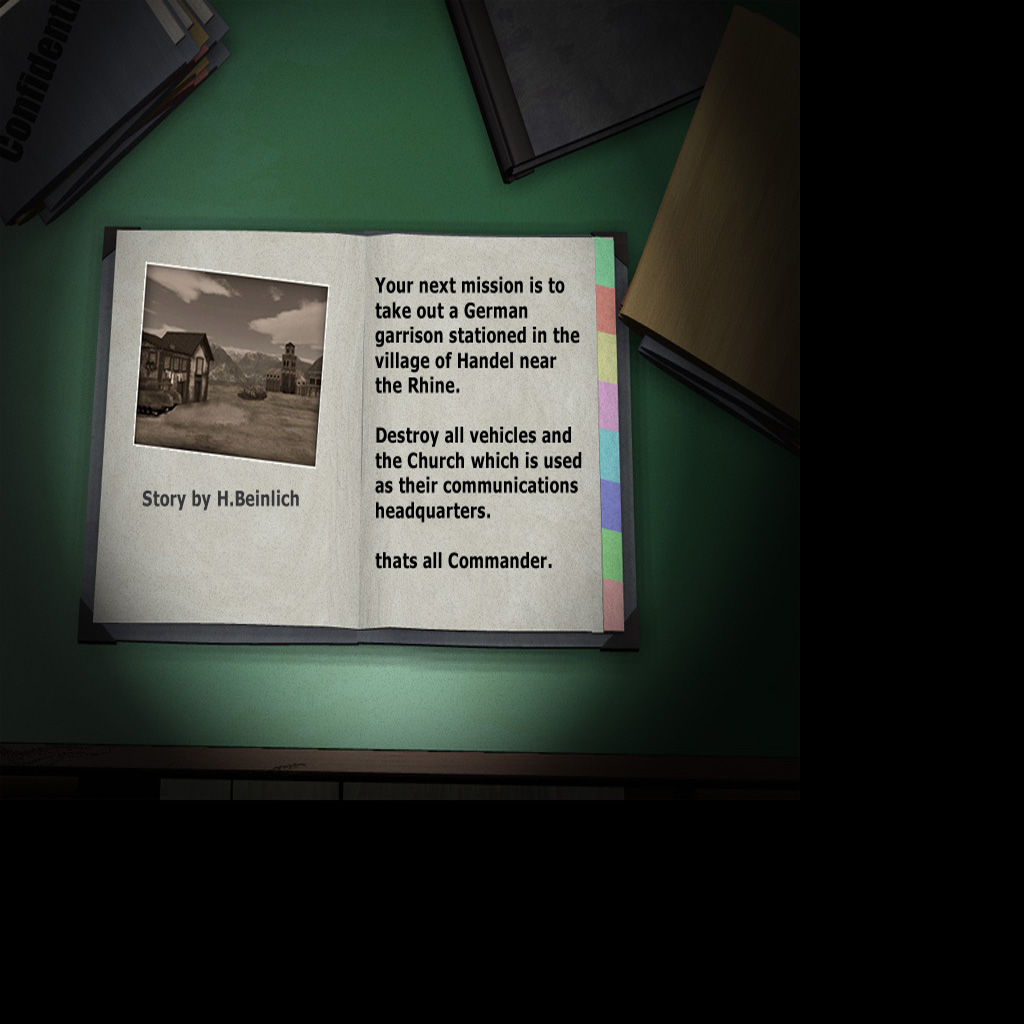 Confidenti
Your next mission is to
take out a German
garrison stationed in the
village of Handel near
the Rhine.
Destroy all vehicles and
the Church which is used
as their communications
headquarters.
thats all Commander.
Story by H.Beinlich